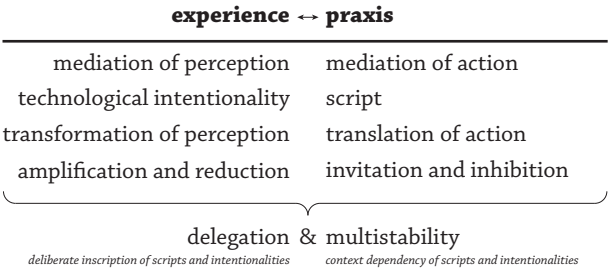 experience ↔ praxis
mediation of perception mediation of action
technological intentionality script
transformation of perception translation of action
amplification and reduction invitation and inhibition
delegation & multistability
deliberate inscription of scripts and intentionalities context dependency of scripts and intentionalities